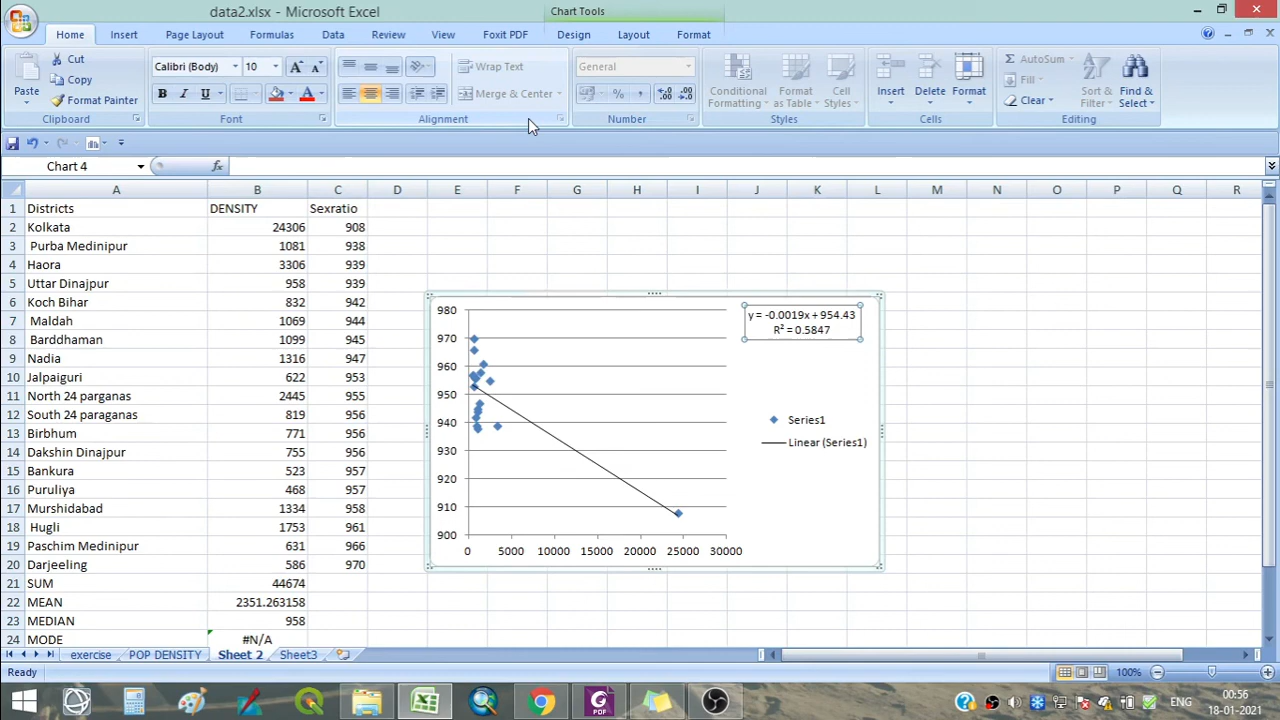 data2.xlsx - Microsoft Excel
Chart Tools
Home Insert Page Layout Formulas Data Review View Foxit PDF Design Layout Format
Paste Cut
Copy
Format Painter
Clipboard
Calibri (Body) 10
B I U
Font
Wrap Text
Merge & Center
Alignment
General
%
Number
Conditional Formatting Format as Table Cell Styles
Styles
Insert Delete Format
Cells
AutoSum
Fill
Clear
Sort & Filter Find & Select
Editing
Chart 4 fx
A B C D E F G H I J K L M N O P Q R
1 Districts DENSITY Sexratio
2 Kolkata 24306 908
3 Purba Medinipur 1081 938
4 Haora 3306 939
5 Uttar Dinajpur 958 939
6 Koch Bihar 832 942
7 Maldah 1069 944
8 Barddhaman 1099 945
9 Nadia 1316 947
10 Jalpaiguri 622 953
11 North 24 parganas 2445 955
12 South 24 paraganas 819 956
13 Birbhum 771 956
14 Dakshin Dinajpur 755 956
15 Bankura 523 957
16 Puruliya 468 957
17 Murshidabad 1334 958
18 Hugli 1753 961
19 Paschim Medinipur 631 966
20 Darjeeling 586 970
21 SUM 44674
22 MEAN 2351.263158
23 MEDIAN 958
24 MODE #N/A
980
970
960
950
940
930
920
910
900
0 5000 10000 15000 20000 25000 30000
y = -0.0019x + 954.43
R² = 0.5847
Series1
Linear (Series1)
exercise POP DENSITY Sheet 2 Sheet3
Ready 100%
ENG 00:56
18-01-2021